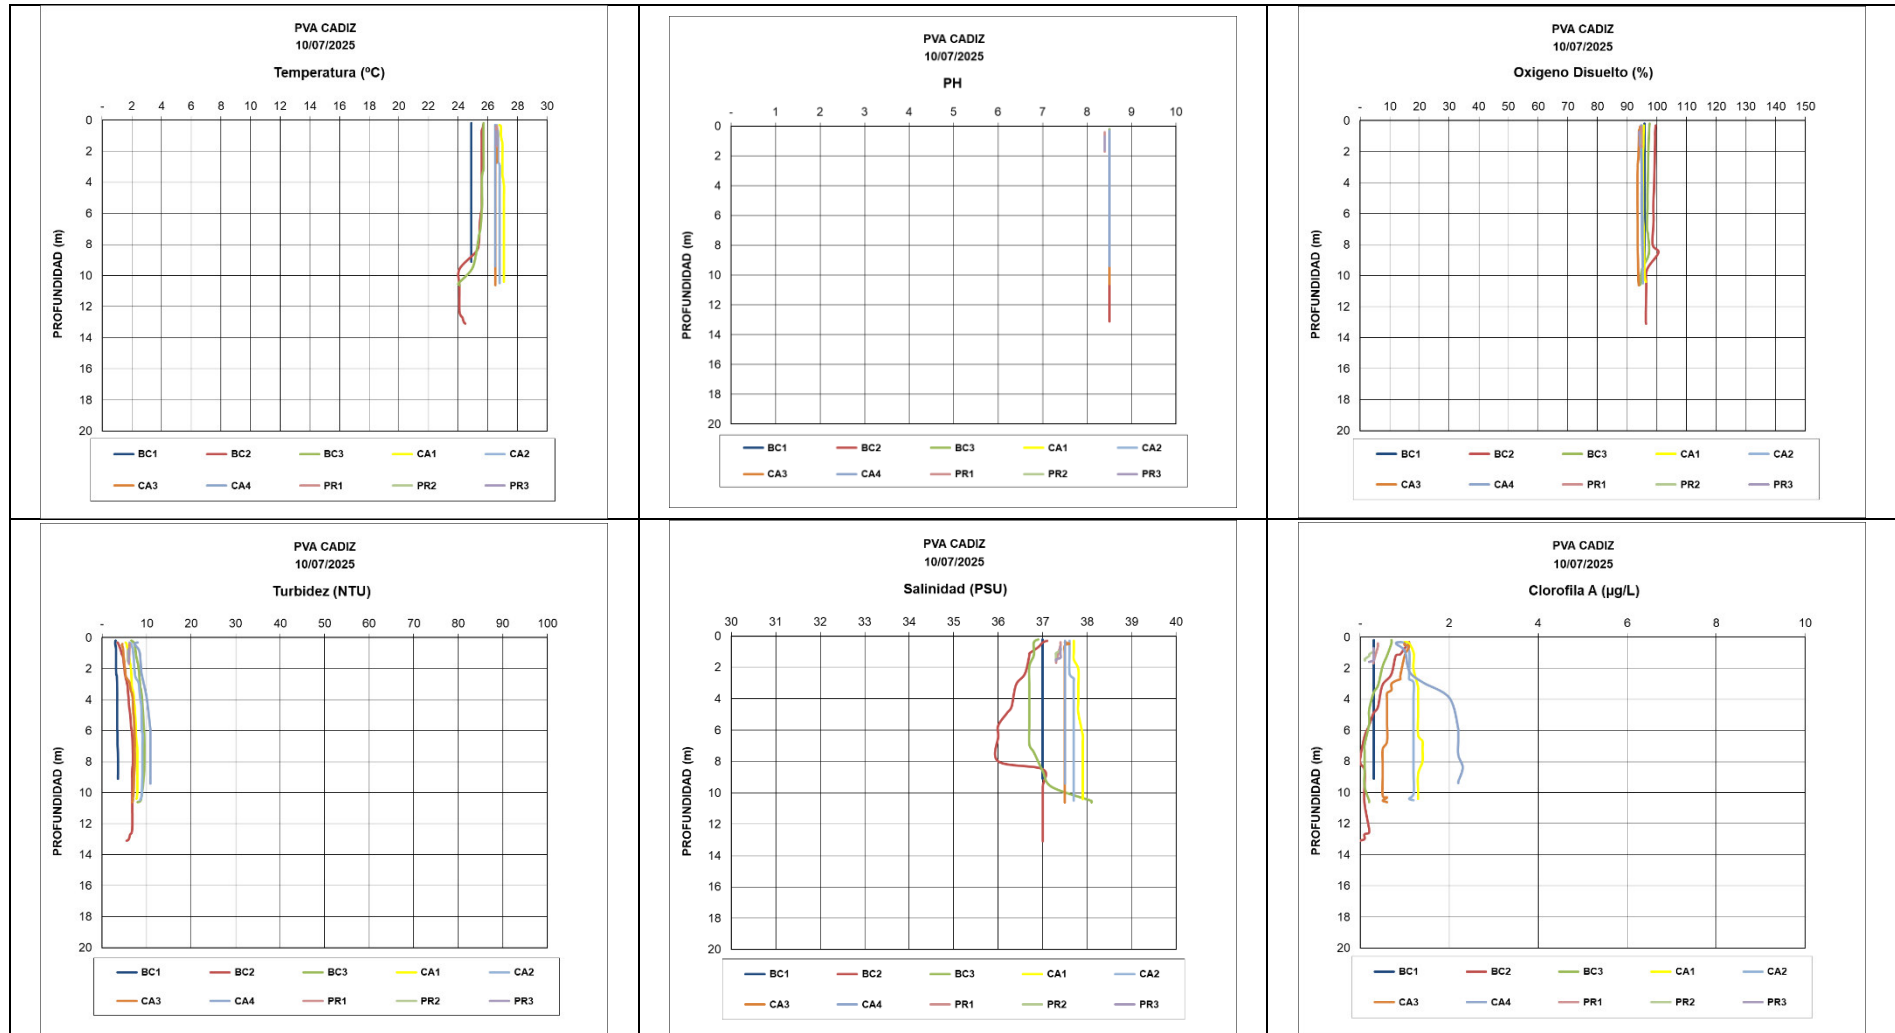 PVA CADIZ
10/07/2025
Temperatura (ºC)
- 2 4 6 8 10 12 14 16 18 20 22 24 26 28 30
0
2
4
6
8
10
12
14
16
18
20
PROFUNDIDAD (m)
BC1 BC2 BC3 CA1 CA2
CA3 CA4 PR1 PR2 PR3
PVA CADIZ
10/07/2025
PH
- 1 2 3 4 5 6 7 8 9 10
0
2
4
6
8
10
12
14
16
18
20
PROFUNDIDAD (m)
BC1 BC2 BC3 CA1 CA2
CA3 CA4 PR1 PR2 PR3
PVA CADIZ
10/07/2025
Oxigeno Disuelto (%)
- 10 20 30 40 50 60 70 80 90 100 110 120 130 140 150
0
2
4
6
8
10
12
14
16
18
20
PROFUNDIDAD (m)
BC1 BC2 BC3 CA1 CA2
CA3 CA4 PR1 PR2 PR3
PVA CADIZ
10/07/2025
Turbidez (NTU)
- 10 20 30 40 50 60 70 80 90 100
0
2
4
6
8
10
12
14
16
18
20
PROFUNDIDAD (m)
BC1 BC2 BC3 CA1 CA2
CA3 CA4 PR1 PR2 PR3
PVA CADIZ
10/07/2025
Salinidad (PSU)
30 31 32 33 34 35 36 37 38 39 40
0
2
4
6
8
10
12
14
16
18
20
PROFUNDIDAD (m)
BC1 BC2 BC3 CA1 CA2
CA3 CA4 PR1 PR2 PR3
PVA CADIZ
10/07/2025
Clorofila A (µg/L)
- 2 4 6 8 10
0
2
4
6
8
10
12
14
16
18
20
PROFUNDIDAD (m)
BC1 BC2 BC3 CA1 CA2
CA3 CA4 PR1 PR2 PR3